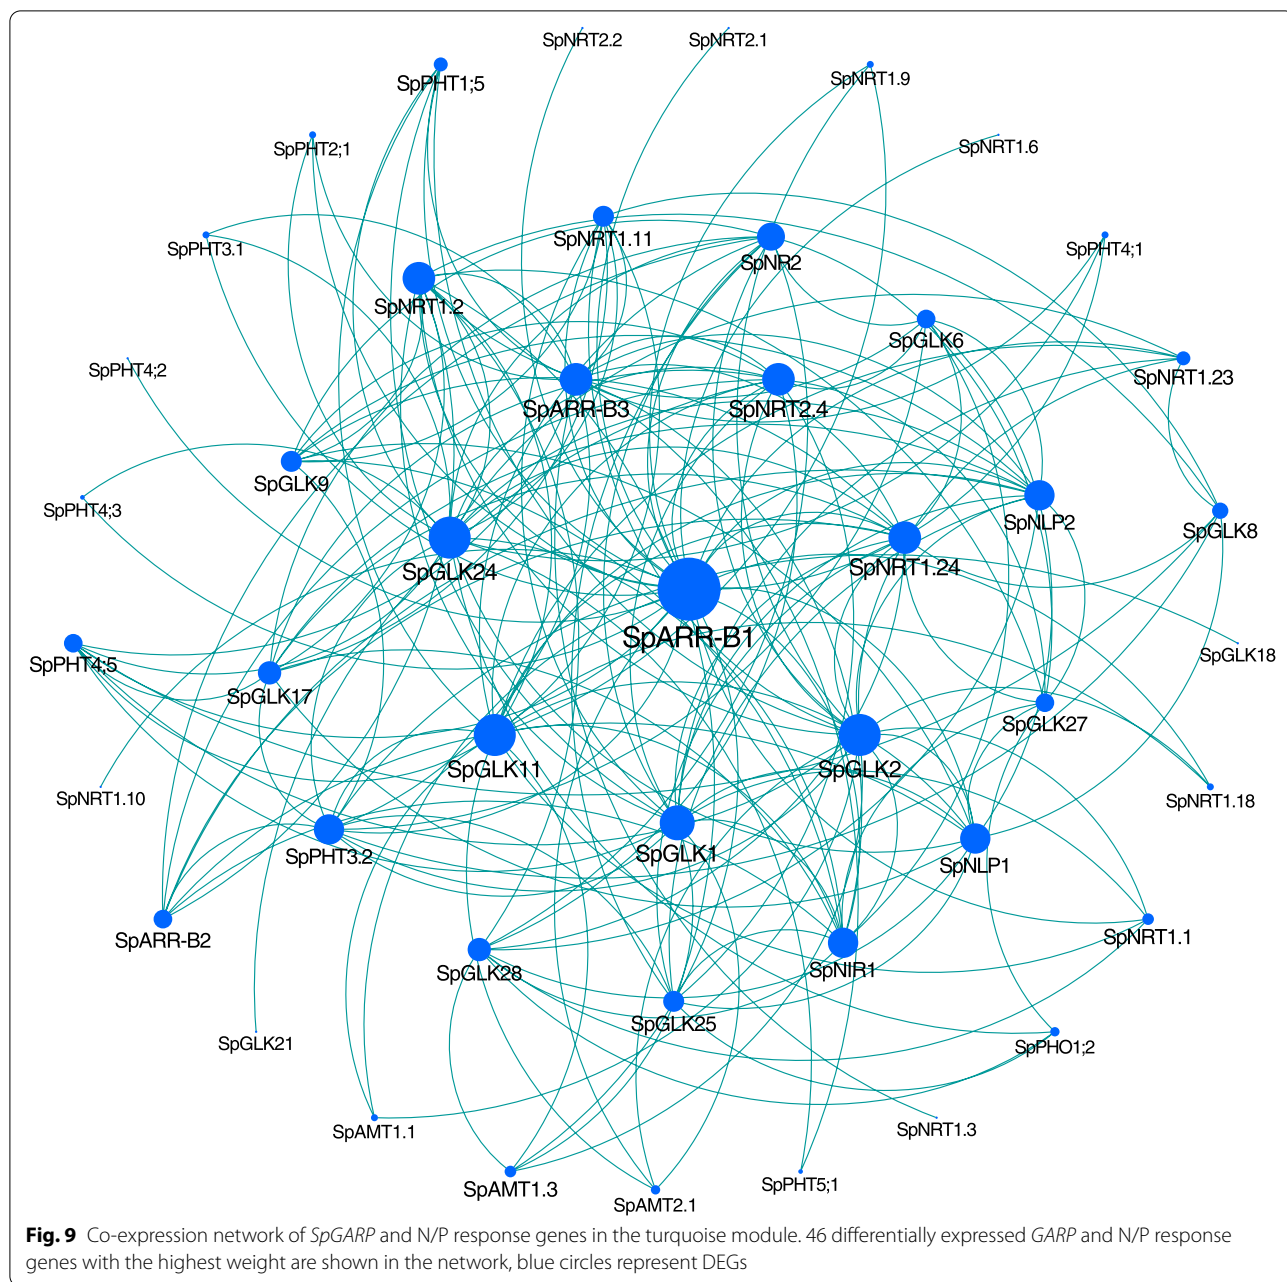 SpNRT2.2
SpNRT2.1
SpNRT1.9
SpPHT1;5
SpPHT2;1
SpNRT1.6
SpPHT3.1
SpNRT1.11
SpNR2
SpPHT4;1
SpNRT1.2
SpGLK6
SpPHT4;2
SpNRT1.23
SpARR-B3
SpNRT2.4
SpGLK9
SpPHT4;3
SpNLP2
SpGLK8
SpGLK24
SpNRT1.24
SpARR-B1
SpGLK18
SpPHT4;5
SpGLK17
SpGLK27
SpGLK11
SpGLK2
SpNRT1.10
SpNRT1.18
SpPHT3.2
SpGLK1
SpNLP1
SpARR-B2
SpNRT1.1
SpGLK28
SpNIR1
SpGLK25
SpGLK21
SpPHO1;2
SpAMT1.1
SpNRT1.3
SpAMT1.3
SpPHT5;1
SpAMT2.1
Fig. 9 Co-expression network of SpGARP and N/P response genes in the turquoise module. 46 differentially expressed GARP and N/P response
genes with the highest weight are shown in the network, blue circles represent DEGs